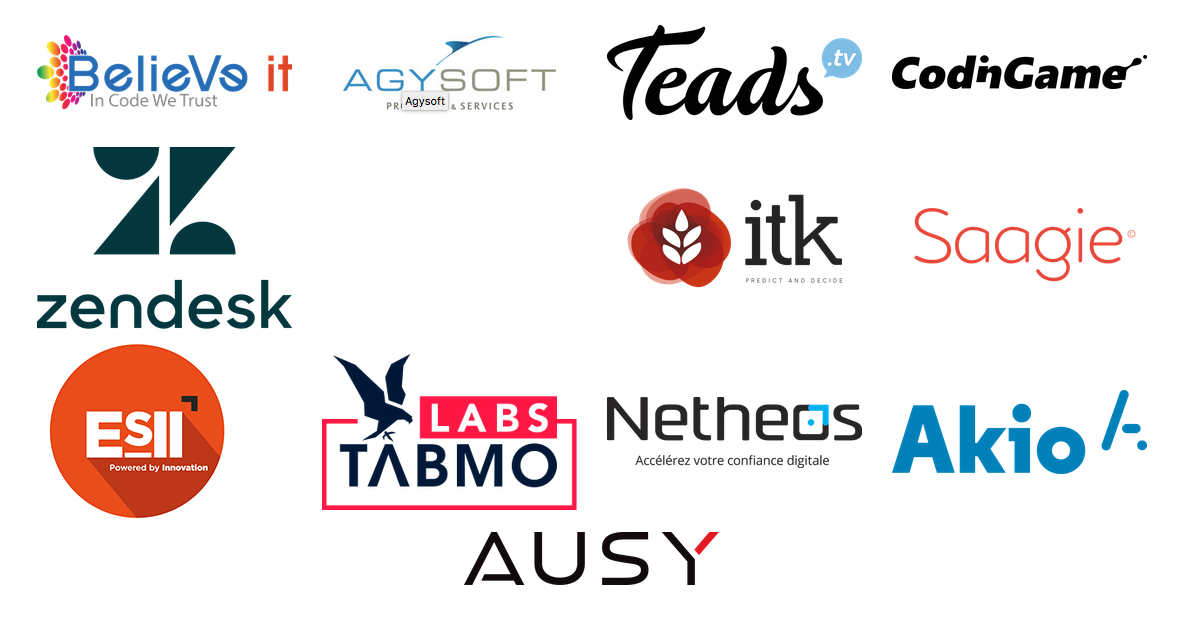 BelieVe it
In Code We Trust
AGYSOFT
& SERVICES
Agysoft
Teads
.tv
CodinGame
zendesk
itk
PREDICT AND DECIDE
Saagie©
ESII
Powered by Innovation
LABS
TABMO
Netheos
Accélérez votre confiance digitale
Akio
AUSY